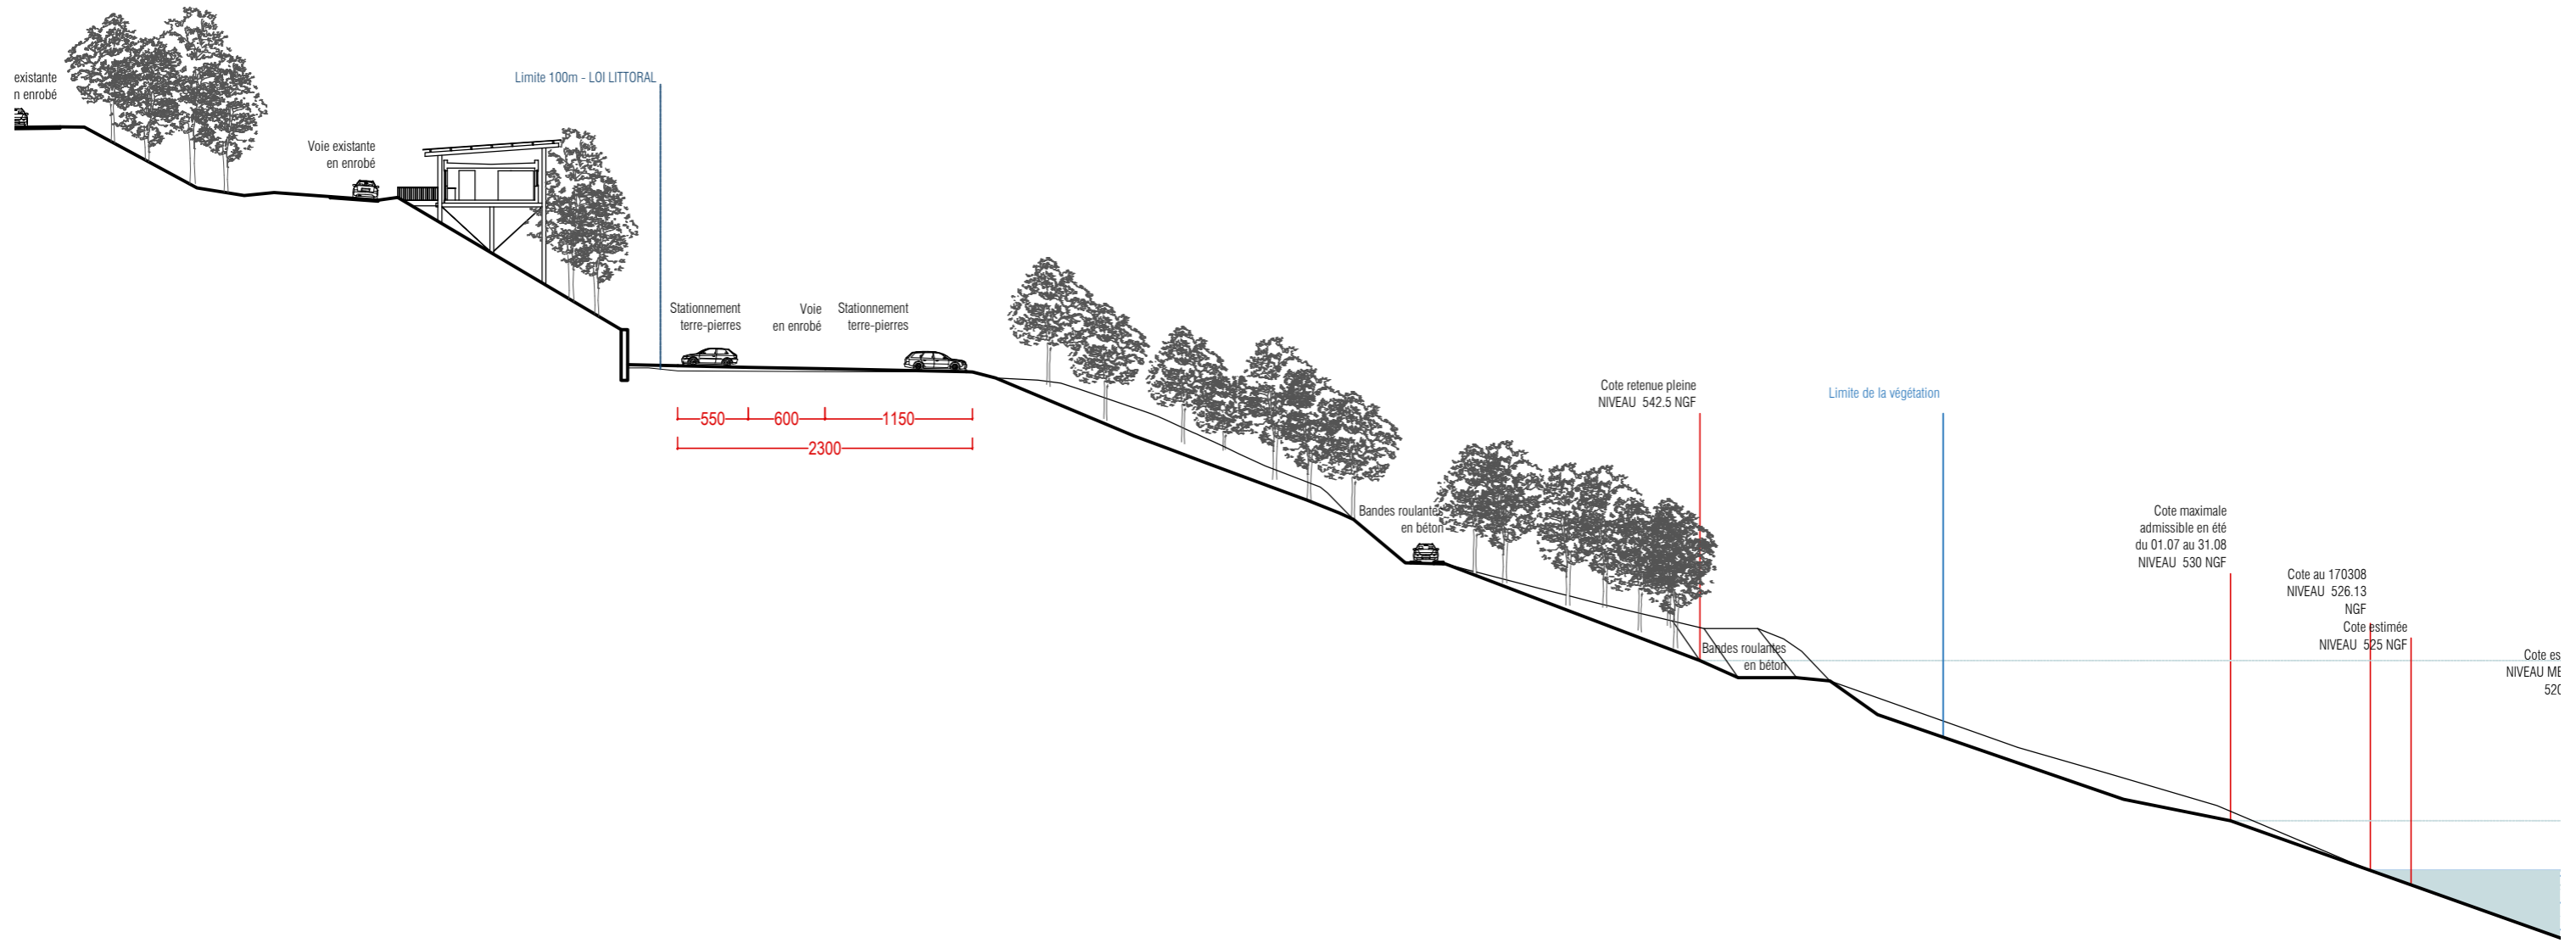 existante
n enrobé
Limite 100m - LOI LITTORAL
Voie existante
en enrobé
Stationnement
terre-pierres
Voie
en enrobé
Stationnement
terre-pierres
550
600
1150
2300
Cote retenue pleine
NIVEAU 542.5 NGF
Limite de la végétation
Bandes roulantes
en béton
Bandes roulantes
en béton
Cote maximale
admissible en été
du 01.07 au 31.08
NIVEAU 530 NGF
Cote au 170308
NIVEAU 526.13
NGF
Cote estimée
NIVEAU 525 NGF
Cote es
NIVEAU ME
520